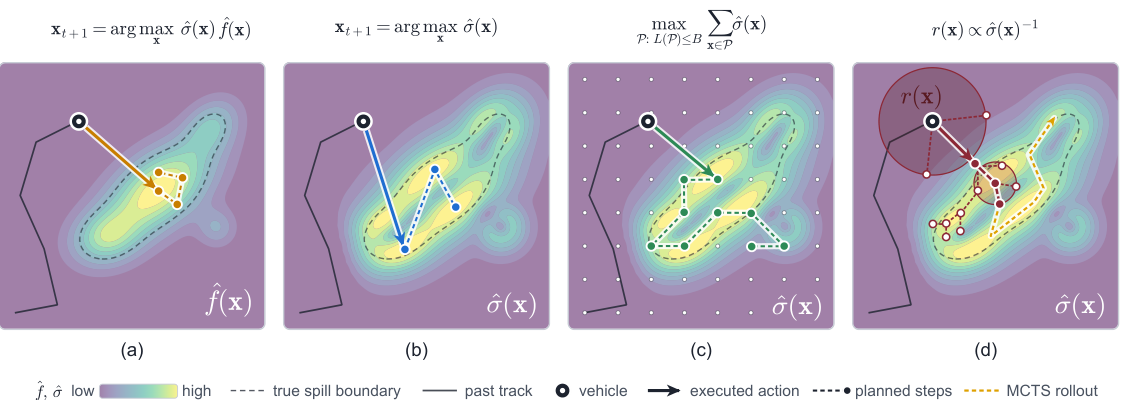 x_{t+1} = arg max_x σ̂(x) f̂(x)
x_{t+1} = arg max_x σ̂(x)
max_{𝒫: L(𝒫)≤B} ∑_{x∈𝒫} σ̂(x)
r(x) ∝ σ̂(x)^{-1}
r(x)
f̂(x)
σ̂(x)
σ̂(x)
σ̂(x)
(a)
(b)
(c)
(d)
f̂, σ̂ low high true spill boundary past track vehicle executed action planned steps MCTS rollout